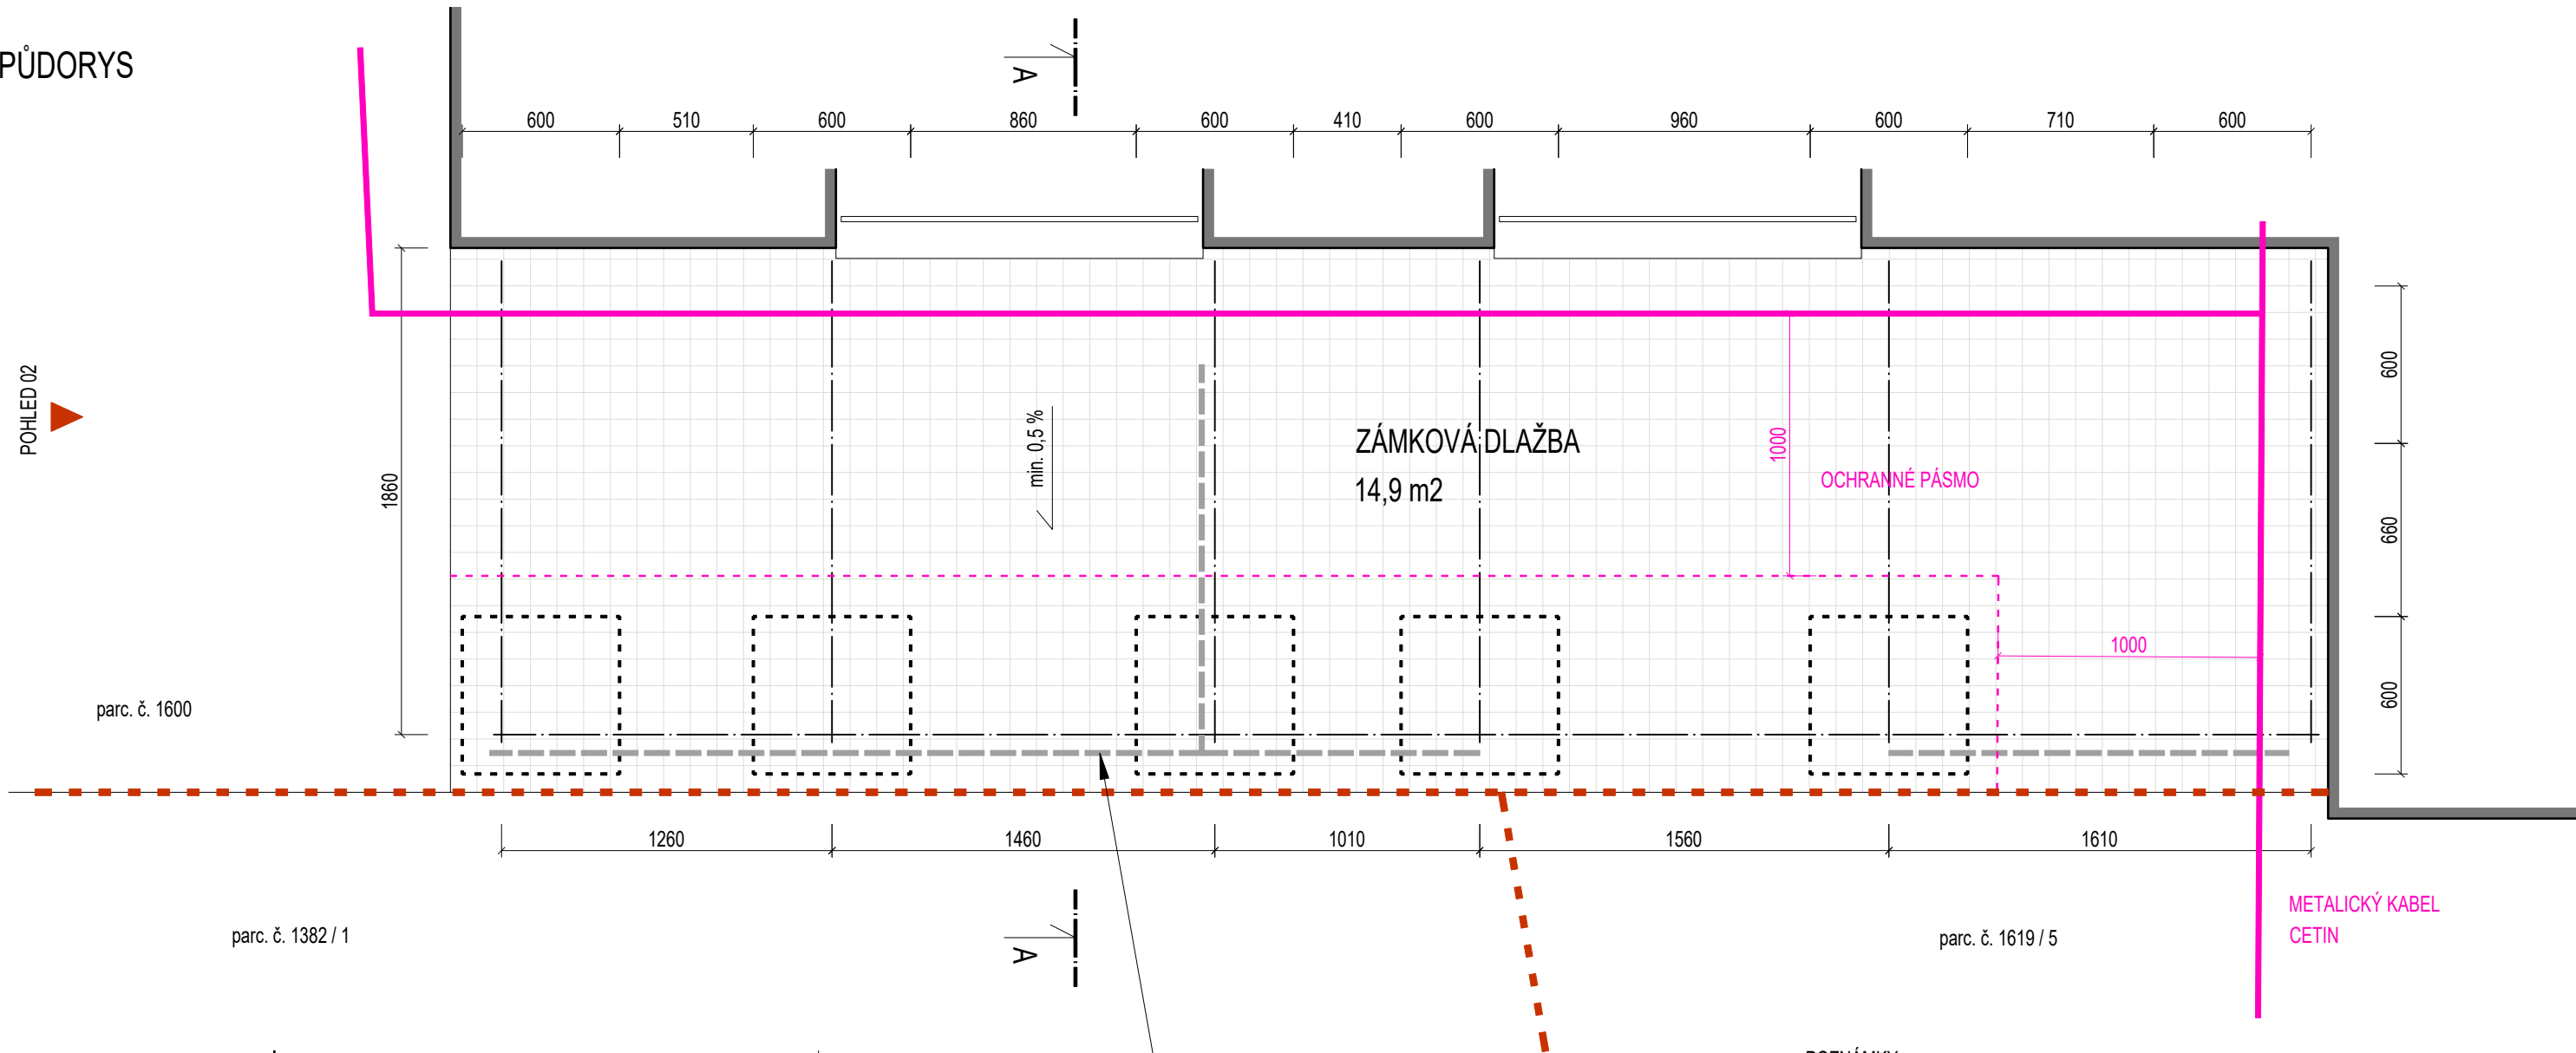 PŮDORYS
A
600 510 600 860 600 410 600 960 600 710 600
POHLED 02
1860
min. 0,5 %
ZÁMKOVÁ DLAŽBA
14,9 m2
1000
OCHRANNÉ PÁSMO
600
660
600
1000
parc. č. 1600
1260 1460 1010 1560 1610
METALICKÝ KABEL
CETIN
parc. č. 1382 / 1
A
parc. č. 1619 / 5